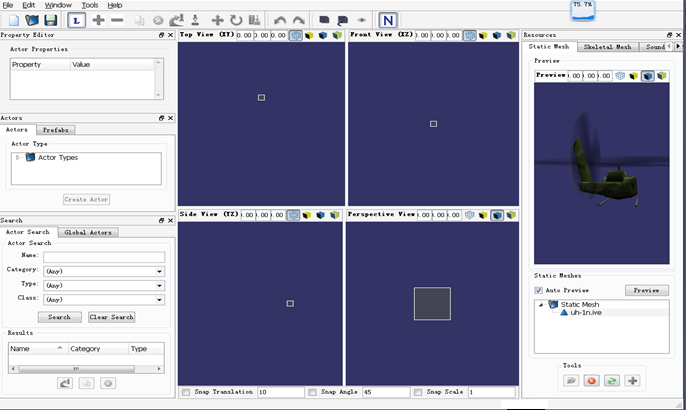 File Edit Window Tools Help
75.7%
L N
Property Editor
Actor Properties
Property Value
Actors
Actors Prefabs
Actor Type
Actor Types
Create Actor
Search
Actor Search Global Actors
Actor Search
Name:
Category: (Any)
Type: (Any)
Class: (Any)
Search Clear Search
Results
Name Category Type
Top View (XY) 0.00 0.00 0.00
Front View (XZ) 0.00 0.00 0.00
Side View (YZ) 0.00 0.00 0.00
Perspective View 0.00 0.00 0.00
Snap Translation 10 Snap Angle 45 Snap Scale 1
Resources
Static Mesh Skeletal Mesh Sound
Preview
Preview .00 .00 .00
Static Meshes
Auto Preview Preview
Static Mesh
uh-1n.ive
Tools